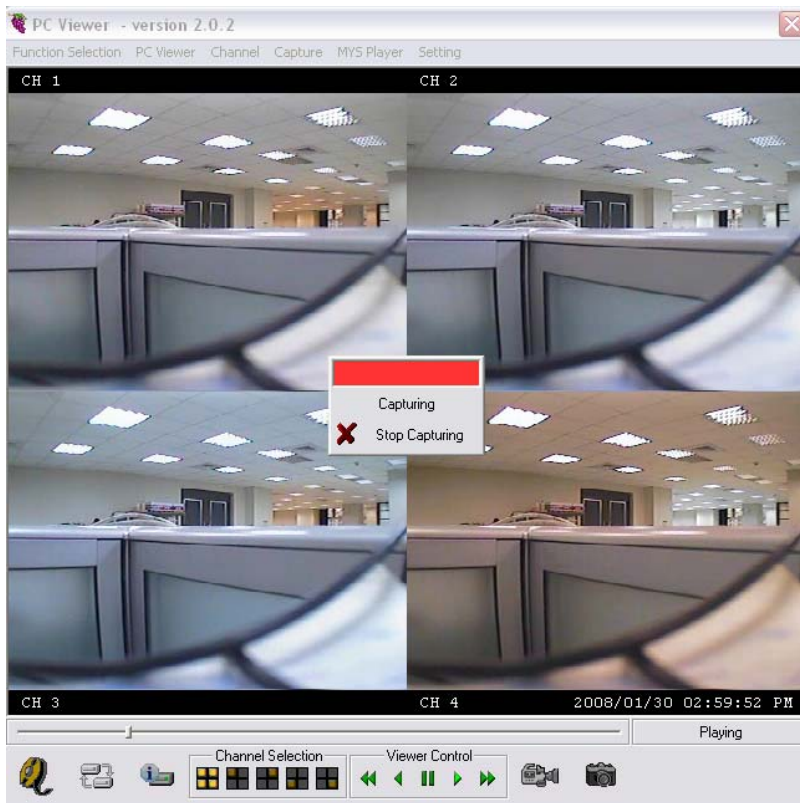 PC Viewer - version 2.0.2
Function Selection PC Viewer Channel Capture MYS Player Setting
CH 1
CH 2
Capturing
Stop Capturing
CH 3
CH 4 2008/01/30 02:59:52 PM
Playing
Channel Selection
Viewer Control